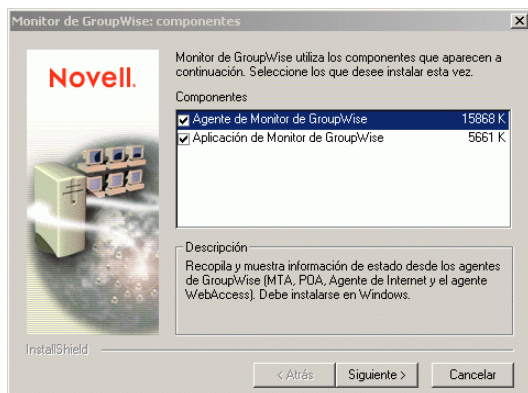 Monitor de GroupWise: componentes
Novell.
Monitor de GroupWise utiliza los componentes que aparecen a
continuación. Seleccione los que desee instalar esta vez.
Componentes
Agente de Monitor de GroupWise 15868 K
Aplicación de Monitor de GroupWise 5661 K
Descripción
Recopila y muestra información de estado desde los agentes
de GroupWise (MTA, POA, Agente de Internet y el agente
WebAccess). Debe instalarse en Windows.
InstallShield
< Atrás Siguiente > Cancelar